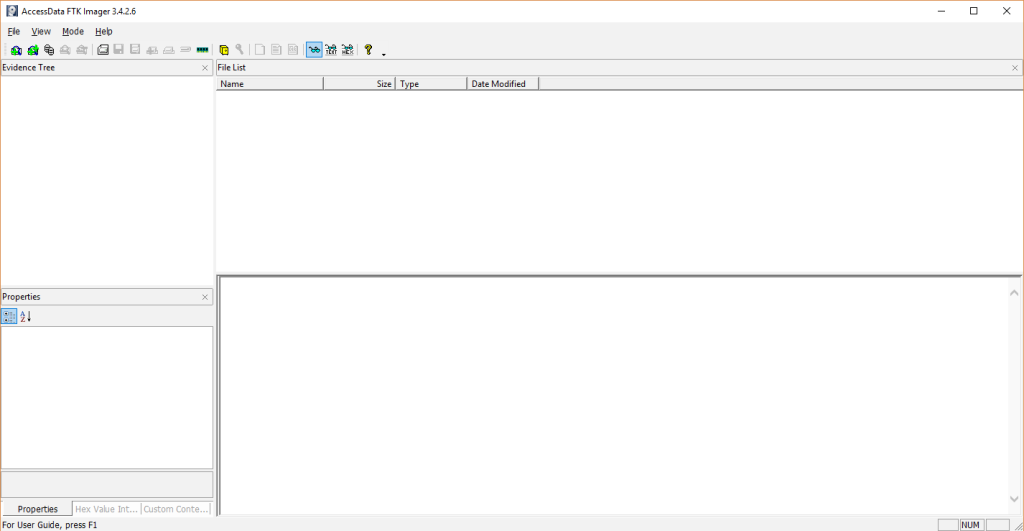 AccessData FTK Imager 3.4.2.6
File View Mode Help
Evidence Tree
File List
Name Size Type Date Modified
Properties
Properties Hex Value Int... Custom Conte...
For User Guide, press F1
NUM